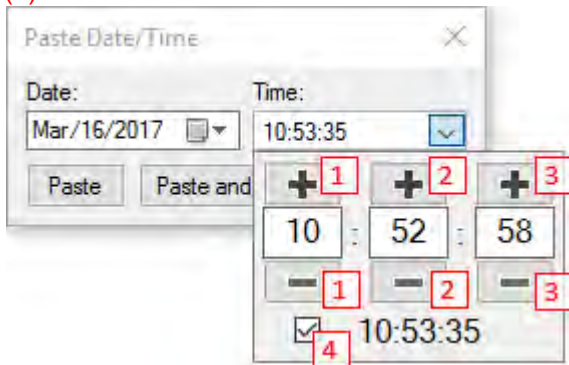 Paste Date/Time
Date: Time:
Mar/16/2017 10:53:35
Paste Paste and
1 2 3
10 : 52 : 58
1 2 3
4 10:53:35